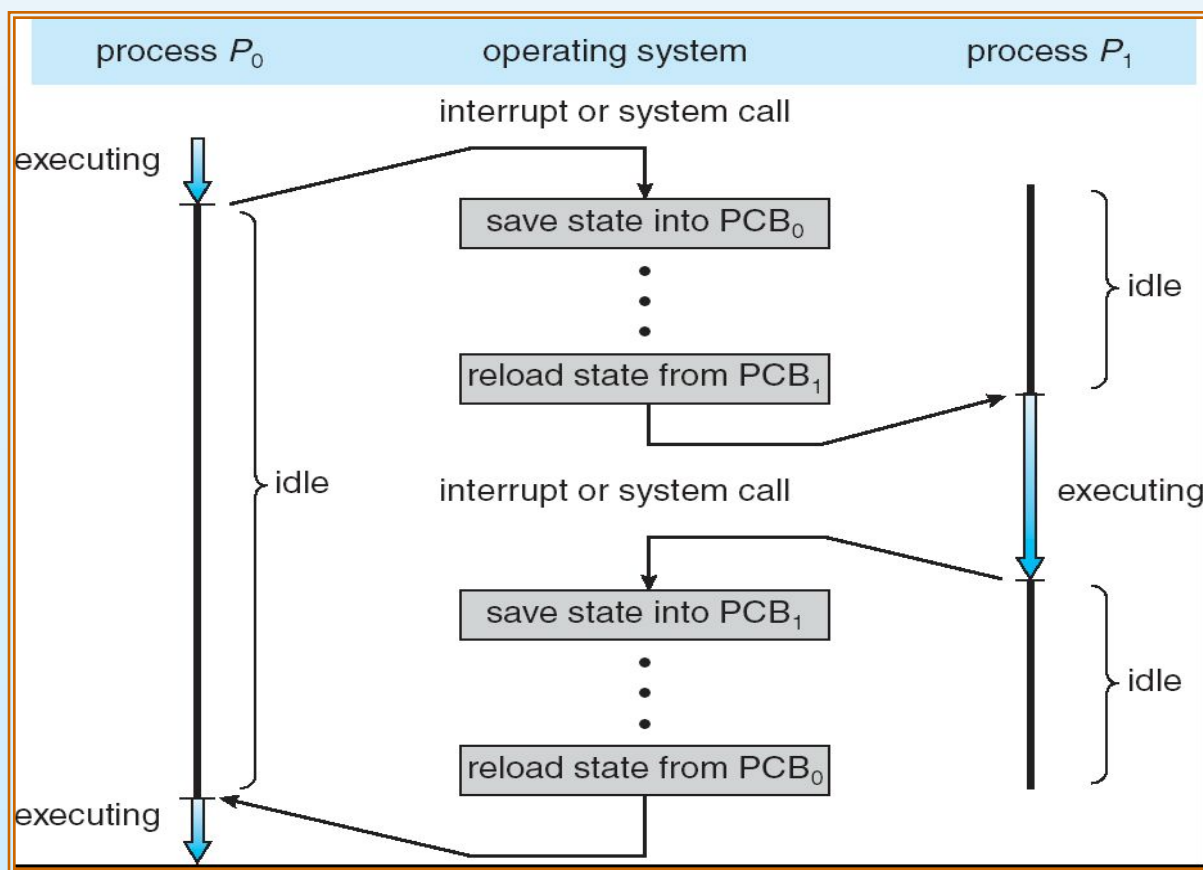 process P₀ operating system process P₁
interrupt or system call
executing
save state into PCB₀
idle
reload state from PCB₁
idle
interrupt or system call
executing
save state into PCB₁
idle
reload state from PCB₀
executing